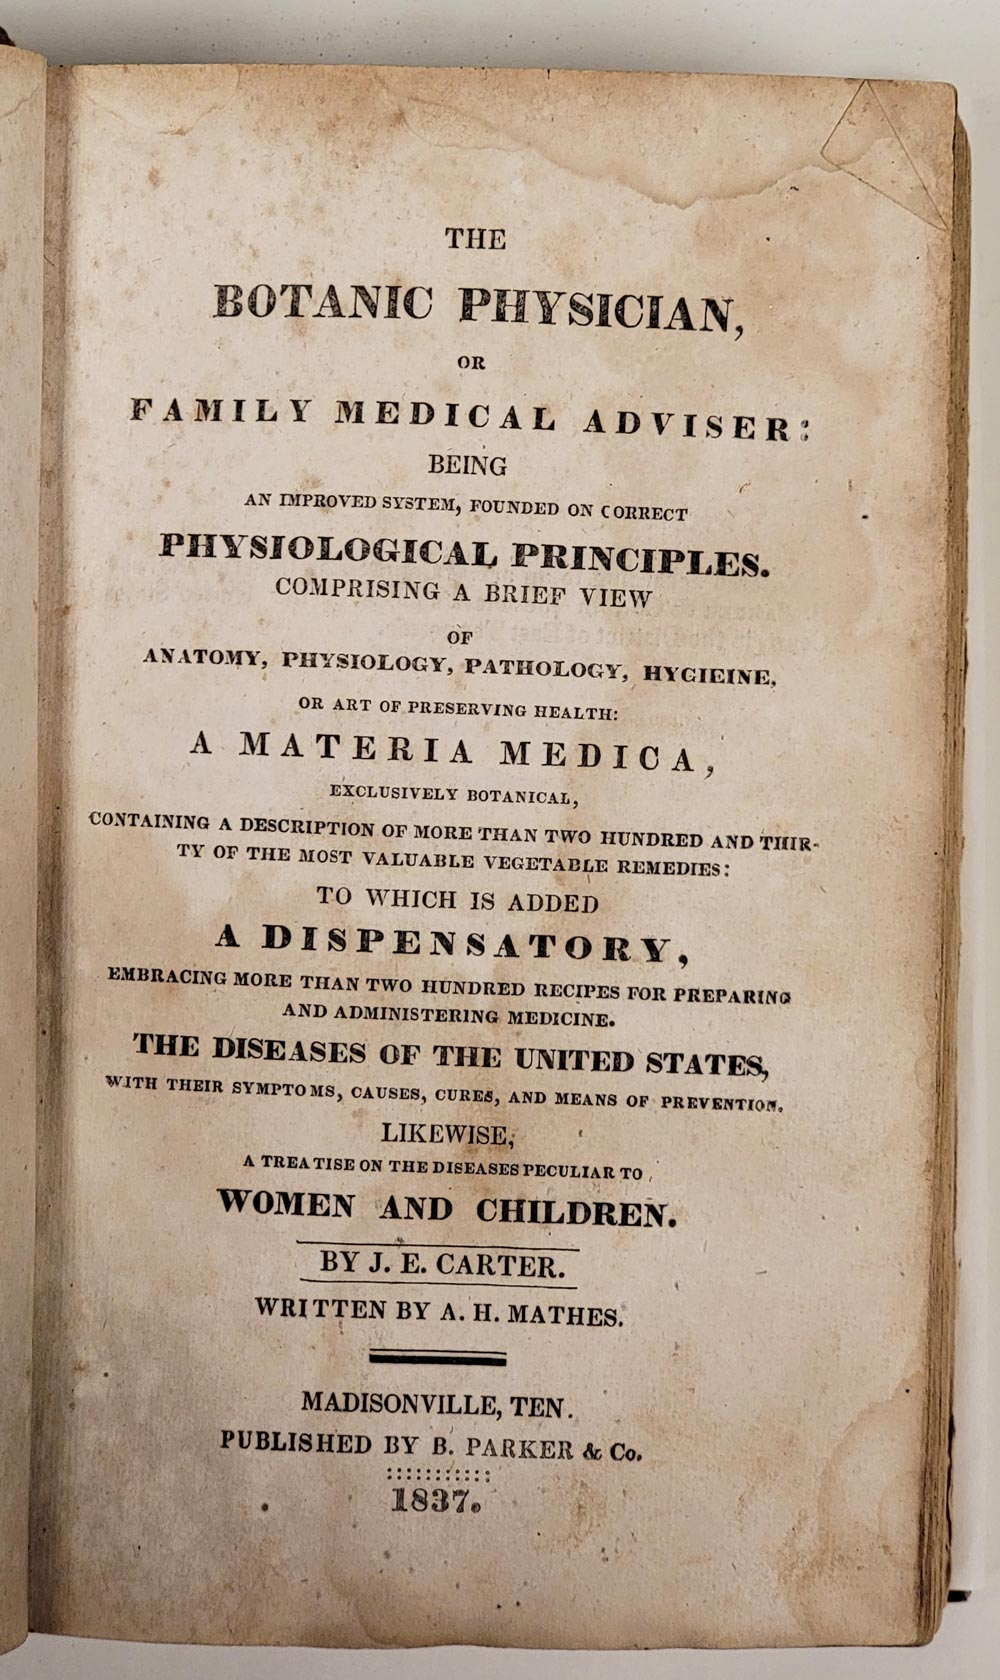 THE
BOTANIC PHYSICIAN,
OR
FAMILY MEDICAL ADVISER:
BEING
AN IMPROVED SYSTEM, FOUNDED ON CORRECT
PHYSIOLOGICAL PRINCIPLES.
COMPRISING A BRIEF VIEW
OF
ANATOMY, PHYSIOLOGY, PATHOLOGY, HYGIEINE,
OR ART OF PRESERVING HEALTH:
A MATERIA MEDICA,
EXCLUSIVELY BOTANICAL,
CONTAINING A DESCRIPTION OF MORE THAN TWO HUNDRED AND THIR-
TY OF THE MOST VALUABLE VEGETABLE REMEDIES:
TO WHICH IS ADDED
A DISPENSATORY,
EMBRACING MORE THAN TWO HUNDRED RECIPES FOR PREPARING
AND ADMINISTERING MEDICINE.
THE DISEASES OF THE UNITED STATES,
WITH THEIR SYMPTOMS, CAUSES, CURES, AND MEANS OF PREVENTION.
LIKEWISE,
A TREATISE ON THE DISEASES PECULIAR TO
WOMEN AND CHILDREN.
BY J. E. CARTER.
WRITTEN BY A. H. MATHES.
MADISONVILLE, TEN.
PUBLISHED BY B. PARKER & Co.
1837.